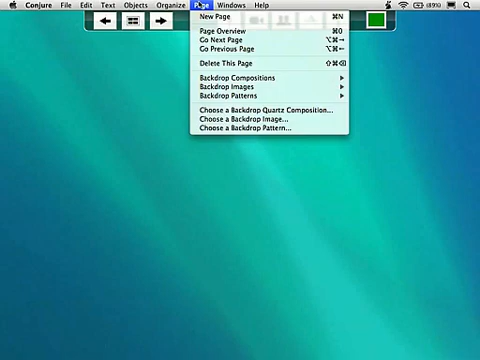 Conjure File Edit Text Objects Organize Page Windows Help (89%)
New Page ⌘N
Page Overview ⌘0
Go Next Page ⌥⌘→
Go Previous Page ⌥⌘←
Delete This Page ⇧⌘⌫
Backdrop Compositions ▶
Backdrop Images ▶
Backdrop Patterns ▶
Choose a Backdrop Quartz Composition...
Choose a Backdrop Image...
Choose a Backdrop Pattern...